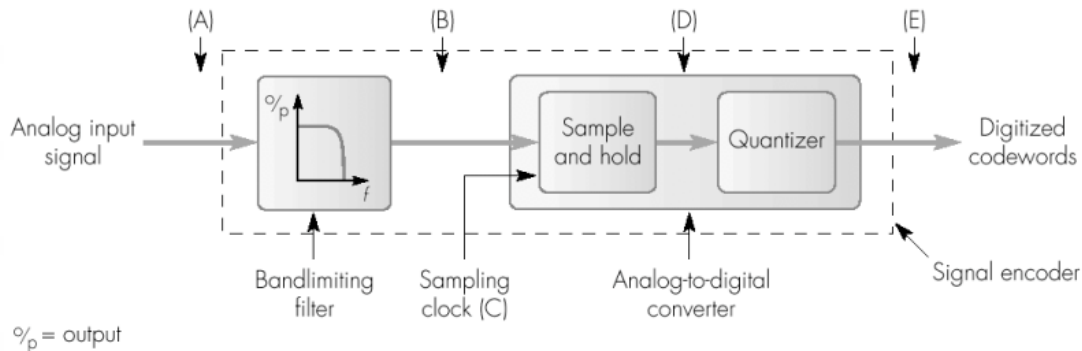 (A) (B) (D) (E)
o/p
f
Analog input
signal
Sample
and hold
Quantizer
Digitized
codewords
Bandlimiting
filter
Sampling
clock (C)
Analog-to-digital
converter
Signal encoder
o/p = output